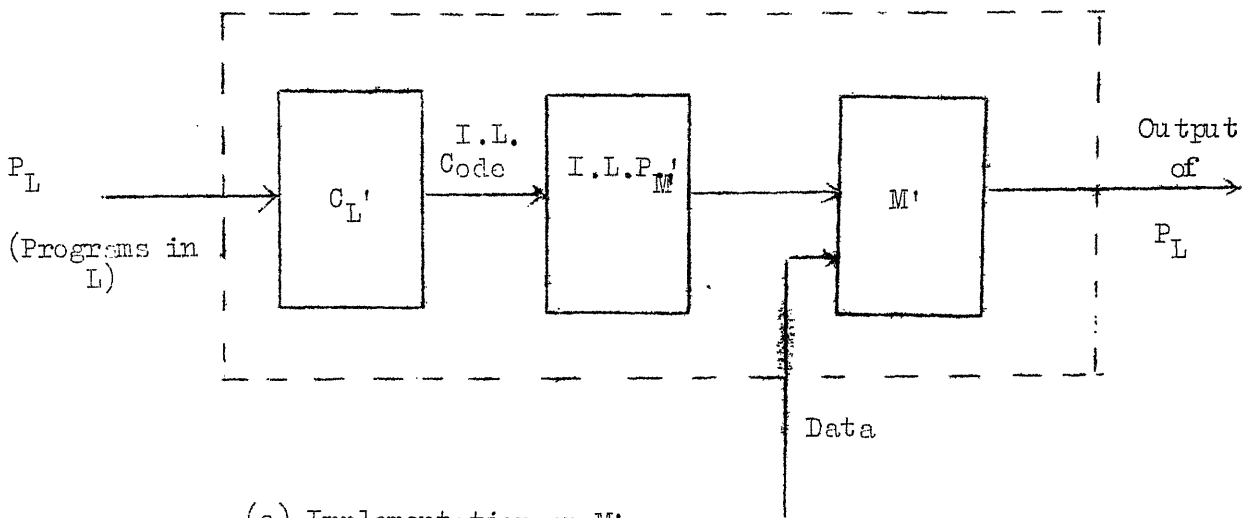 P_L
(Programs in
L)
C_L'
I.L.
Code
I.L.P_M'
M'
Output
of
P_L
Data
(c) Implementation on M'